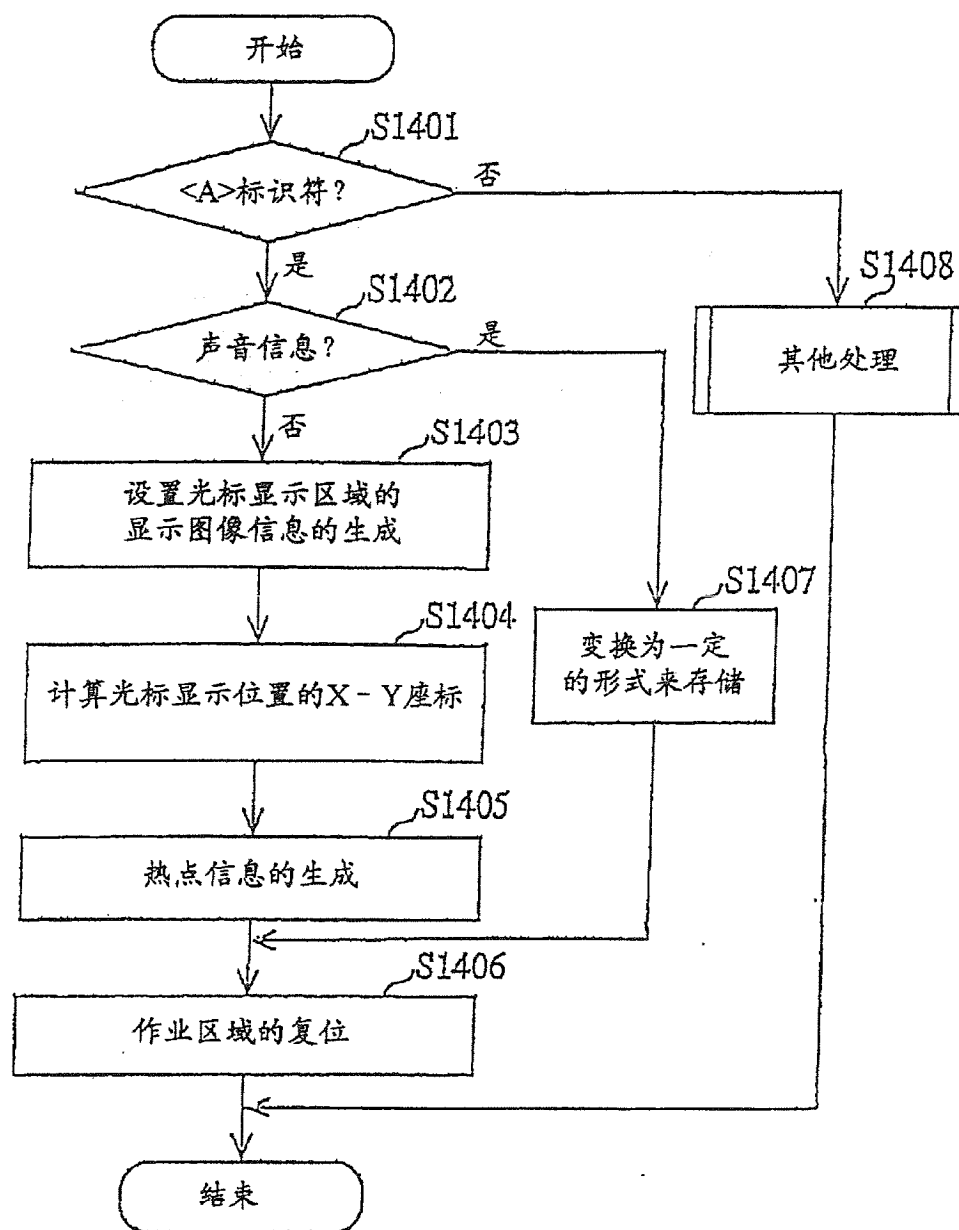 开始
S1401
<A>标识符?
否
是
S1402
声音信息?
是
S1408
其他处理
否
S1403
设置光标显示区域的
显示图像信息的生成
S1404
计算光标显示位置的X-Y座标
S1407
变换为一定
的形式来存储
S1405
热点信息的生成
S1406
作业区域的复位
结束